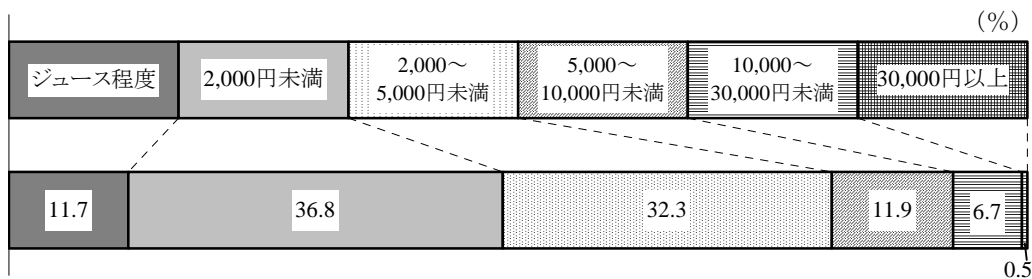 (%)
ジュース程度
2,000円未満
2,000～
5,000円未満
5,000～
10,000円未満
10,000～
30,000円未満
30,000円以上
11.7
36.8
32.3
11.9
6.7
0.5